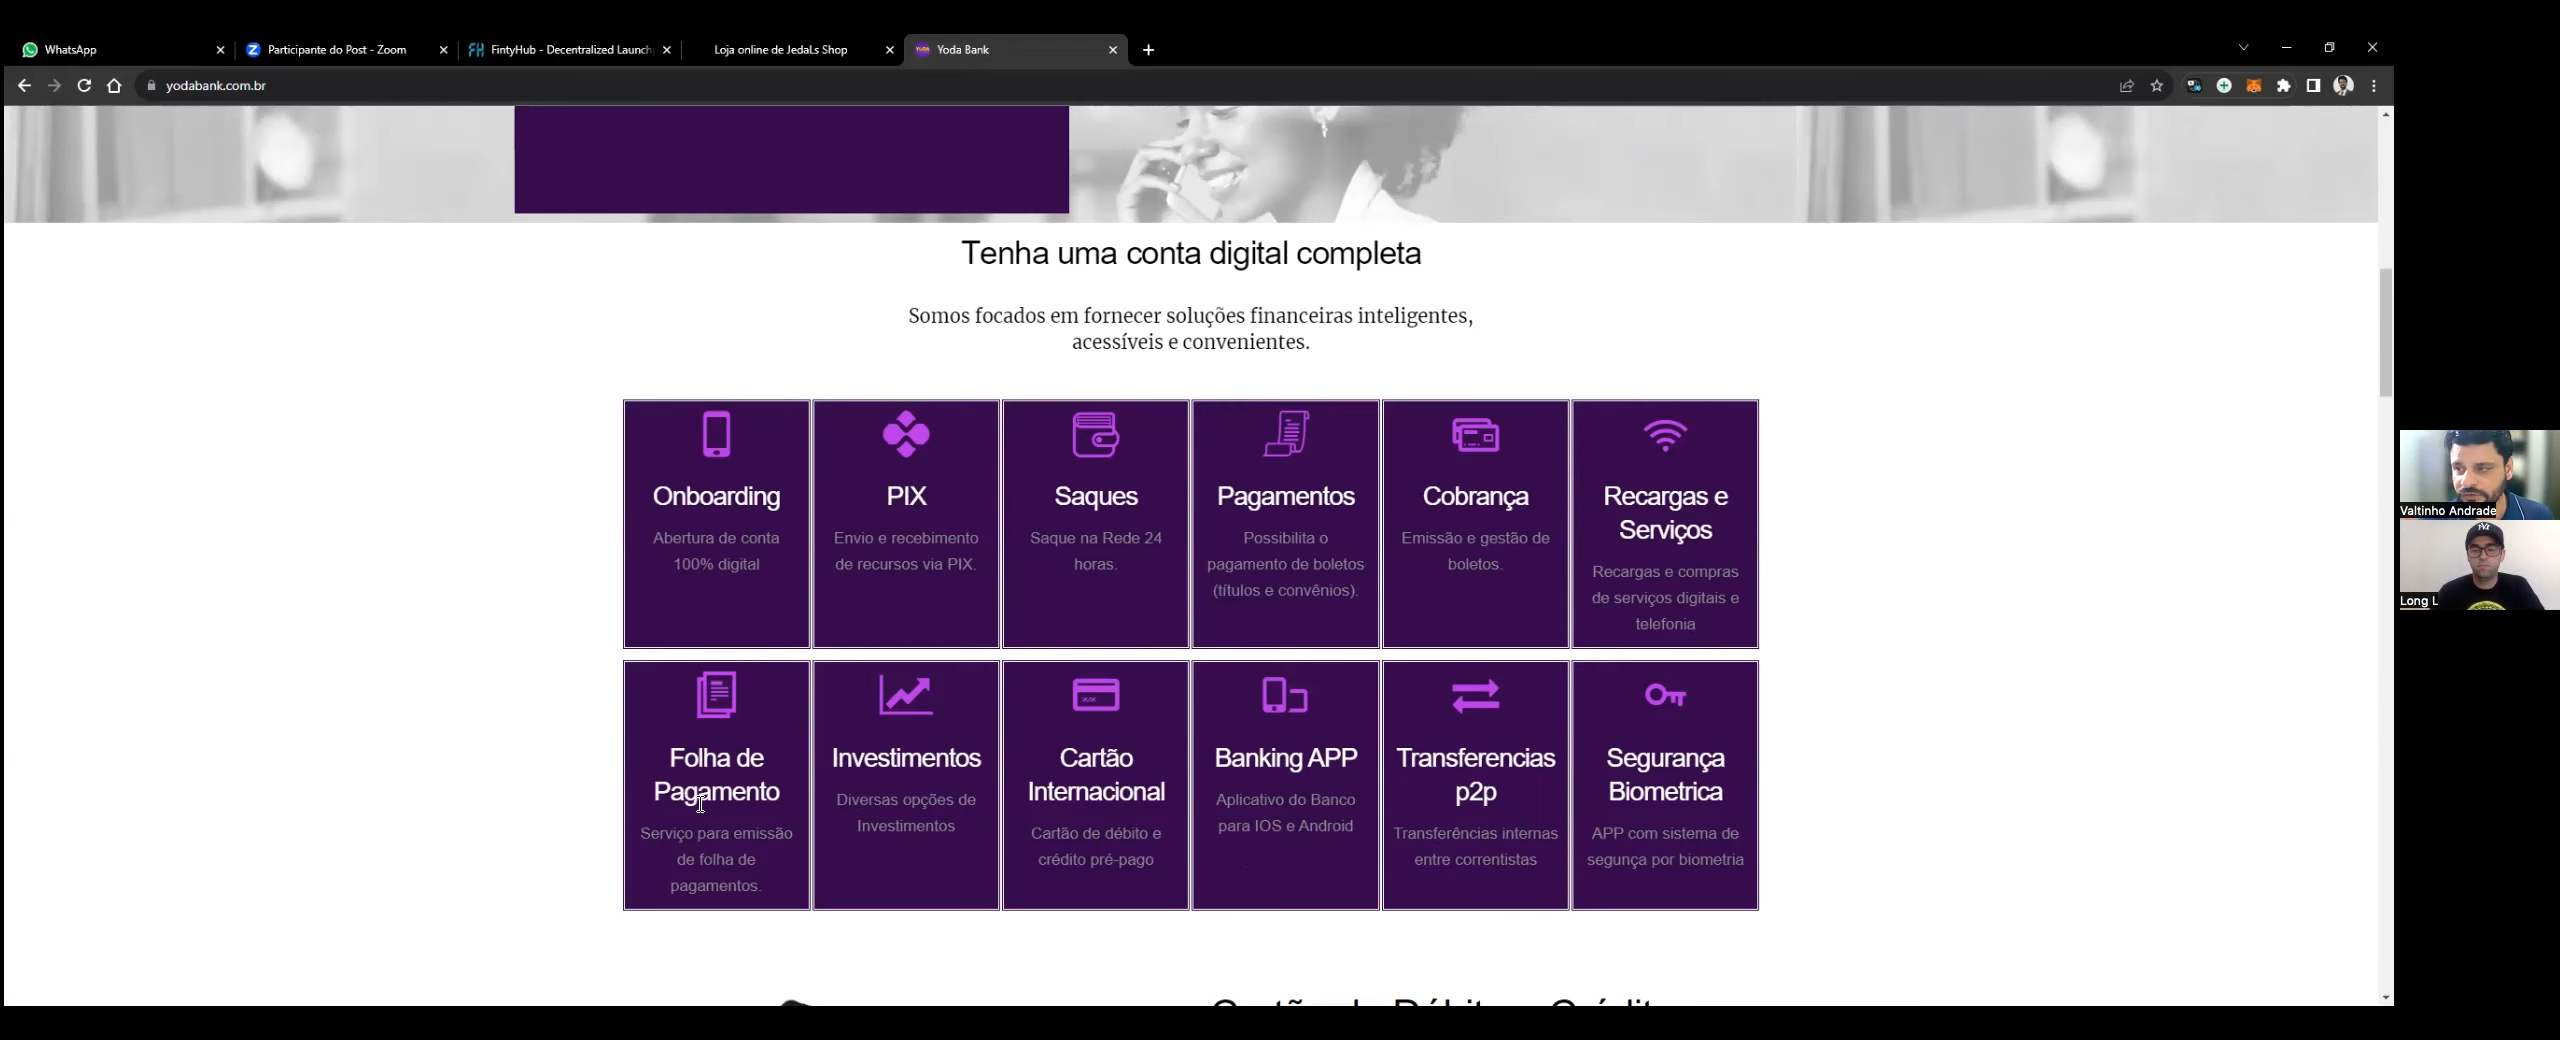 WhatsApp
Participante do Post - Zoom
FintyHub - Decentralized Launch
Loja online de JedaLs Shop
Yoda Bank
yodabank.com.br
Tenha uma conta digital completa
Somos focados em fornecer soluções financeiras inteligentes,
acessíveis e convenientes.
Onboarding
Abertura de conta
100% digital
PIX
Envio e recebimento
de recursos via PIX.
Saques
Saque na Rede 24
horas.
Pagamentos
Possibilita o
pagamento de boletos
(títulos e convênios).
Cobrança
Emissão e gestão de
boletos.
Recargas e
Serviços
Recargas e compras
de serviços digitais e
telefonia
Folha de
Pagamento
Serviço para emissão
de folha de
pagamentos.
Investimentos
Diversas opções de
Investimentos
Cartão
Internacional
Cartão de débito e
crédito pré-pago
Banking APP
Aplicativo do Banco
para IOS e Android
Transferencias
p2p
Transferências internas
entre correntistas
Segurança
Biometrica
APP com sistema de
segunça por biometria
Valtinho Andrade
Long L